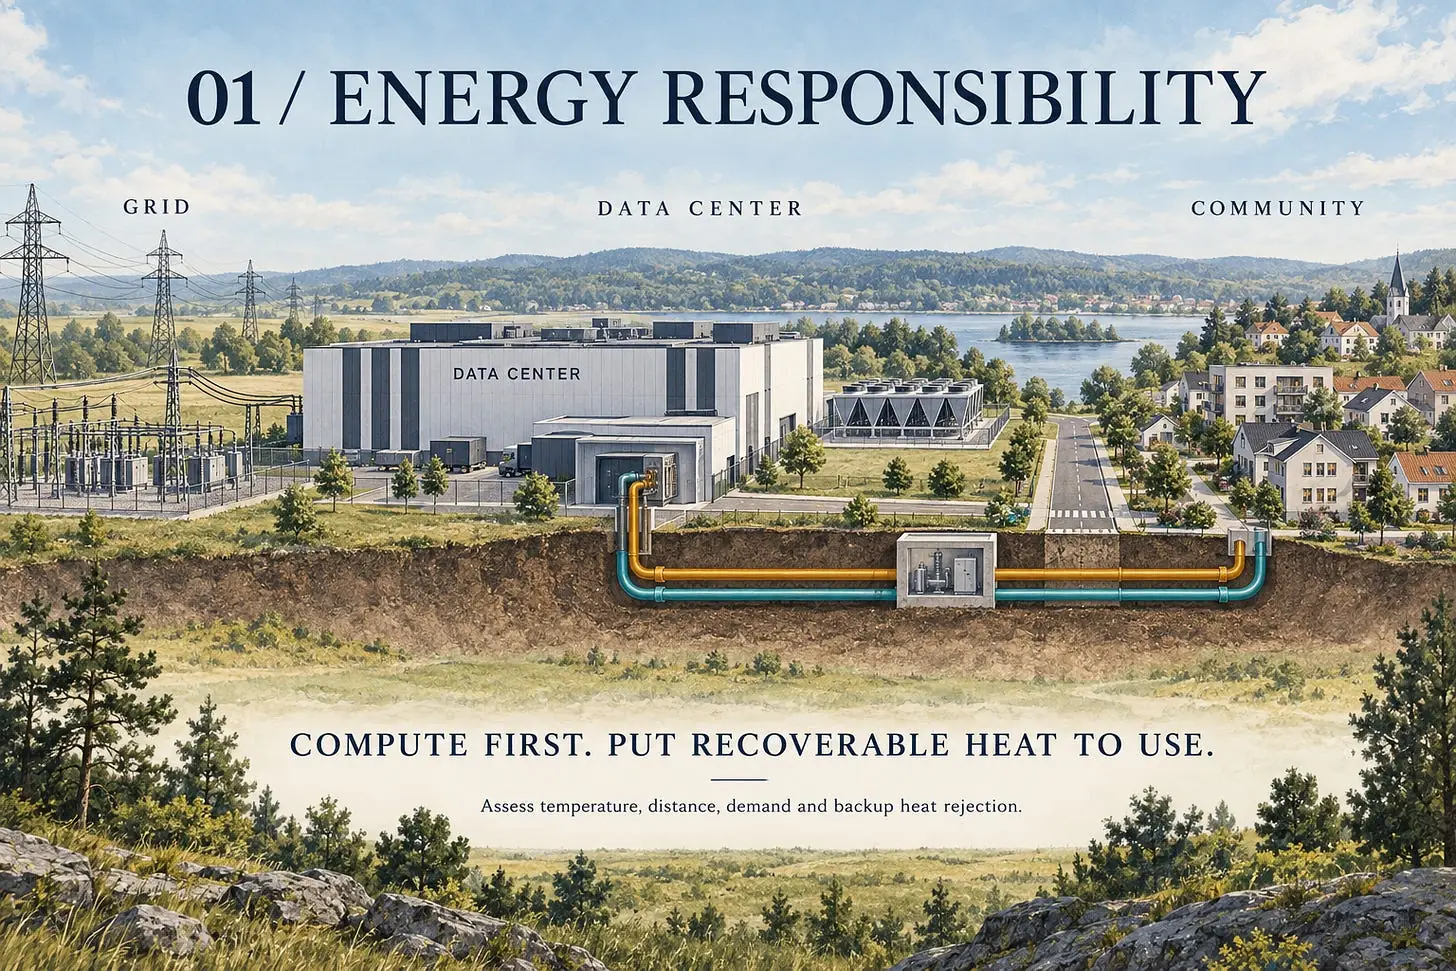 01 / ENERGY RESPONSIBILITY
GRID
DATA CENTER
COMMUNITY
DATA CENTER
COMPUTE FIRST. PUT RECOVERABLE HEAT TO USE.
Assess temperature, distance, demand and backup heat rejection.